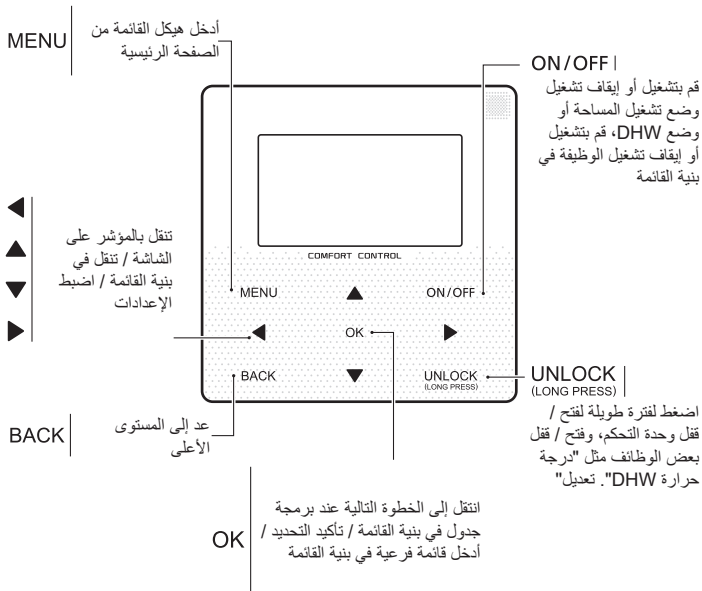 MENU
أدخل هيكل القائمة من
الصفحة الرئيسية
ON/OFF
قم بتشغيل أو إيقاف تشغيل
وضع تشغيل المساحة أو
وضع DHW، قم بتشغيل
أو إيقاف تشغيل الوظيفة في
بنية القائمة
تنقل بالمؤشر على
الشاشة / تنقل في
بنية القائمة / اضبط
الإعدادات
COMFORT CONTROL
MENU
ON/OFF
OK
BACK
UNLOCK
(LONG PRESS)
UNLOCK
(LONG PRESS)
اضغط لفترة طويلة لفتح /
قفل وحدة التحكم، وفتح / قفل
بعض الوظائف مثل "درجة
حرارة DHW". تعديل"
BACK
عد إلى المستوى
الأعلى
OK
انتقل إلى الخطوة التالية عند برمجة
جدول في بنية القائمة / تأكيد التحديد /
أدخل قائمة فرعية في بنية القائمة